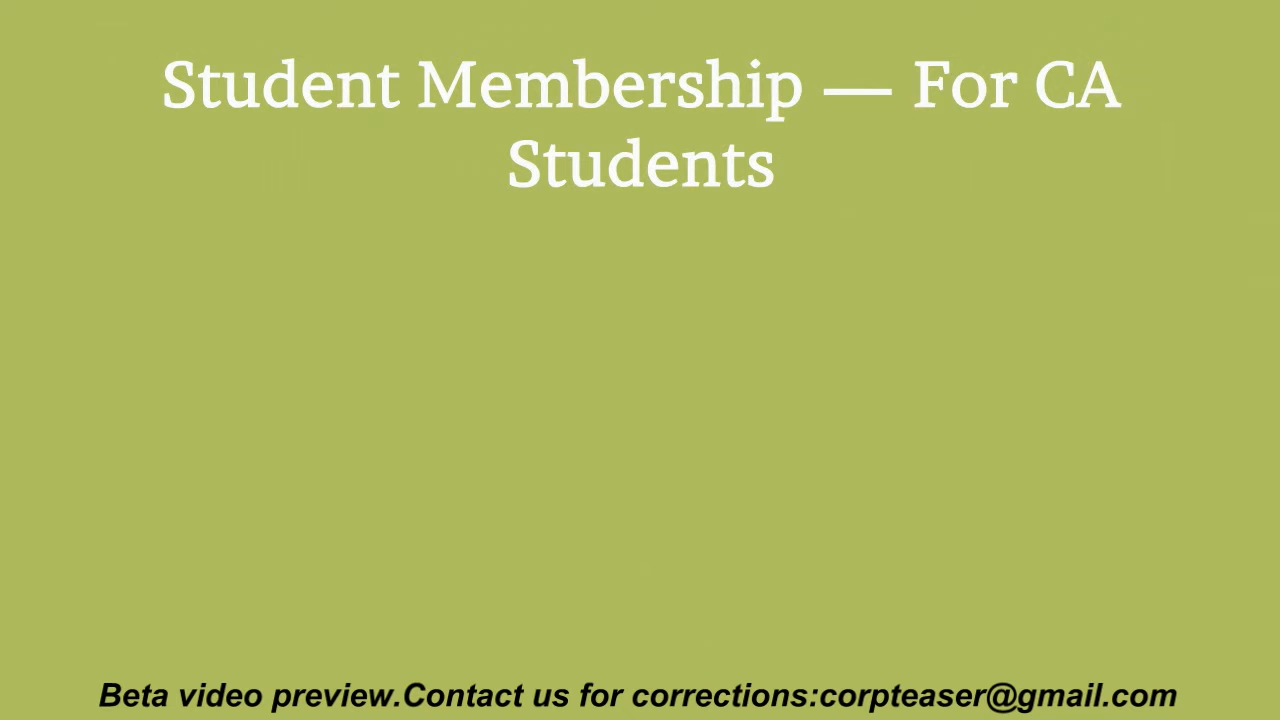 Student Membership — For CA
Students
Beta video preview.Contact us for corrections:corpteaser@gmail.com